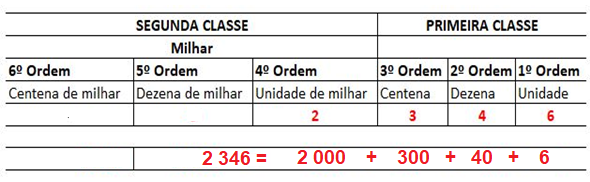 SEGUNDA CLASSE PRIMEIRA CLASSE
Milhar
6º Ordem 5º Ordem 4º Ordem 3º Ordem 2º Ordem 1º Ordem
Centena de milhar Dezena de milhar Unidade de milhar Centena Dezena Unidade
. 2 3 4 6
2 346 = 2 000 + 300 + 40 + 6